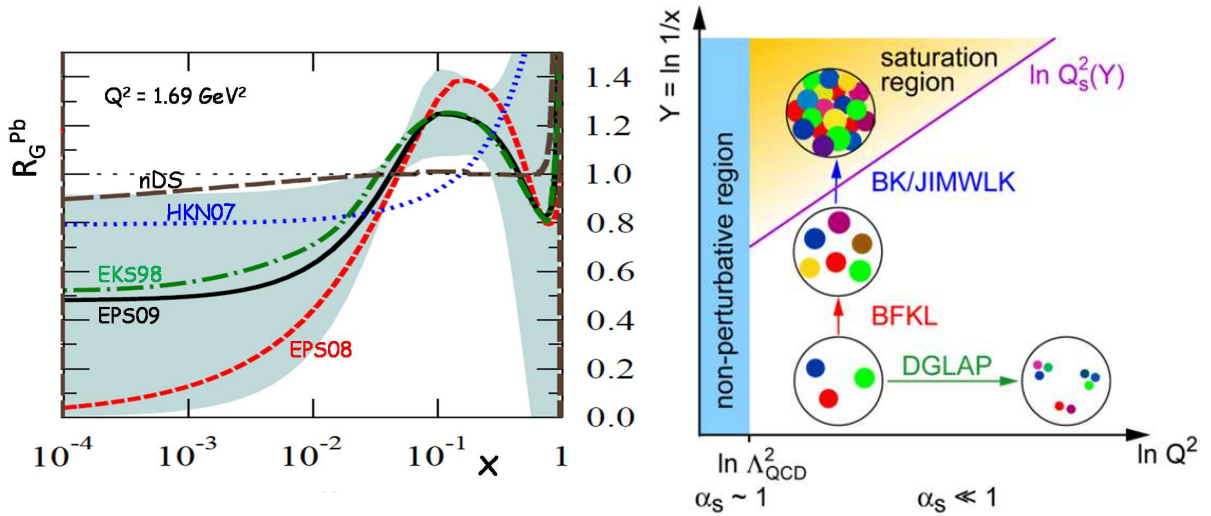 Q² = 1.69 GeV²
R_G^Pb
nDS
HKN07
EKS98
EPS09
EPS08
1.4
1.2
1.0
0.8
0.6
0.4
0.2
0.0
10⁻⁴
10⁻³
10⁻²
10⁻¹
1
x
Y = ln 1/x
non-perturbative region
saturation
region
ln Q_s²(Y)
BK/JIMWLK
BFKL
DGLAP
ln Λ²_QCD
ln Q²
α_s ~ 1
α_s ≪ 1